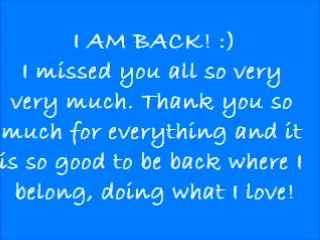 I AM BACK! :)
I missed you all so very
very much. Thank you so
much for everything and it
is so good to be back where I
belong, doing what I love!